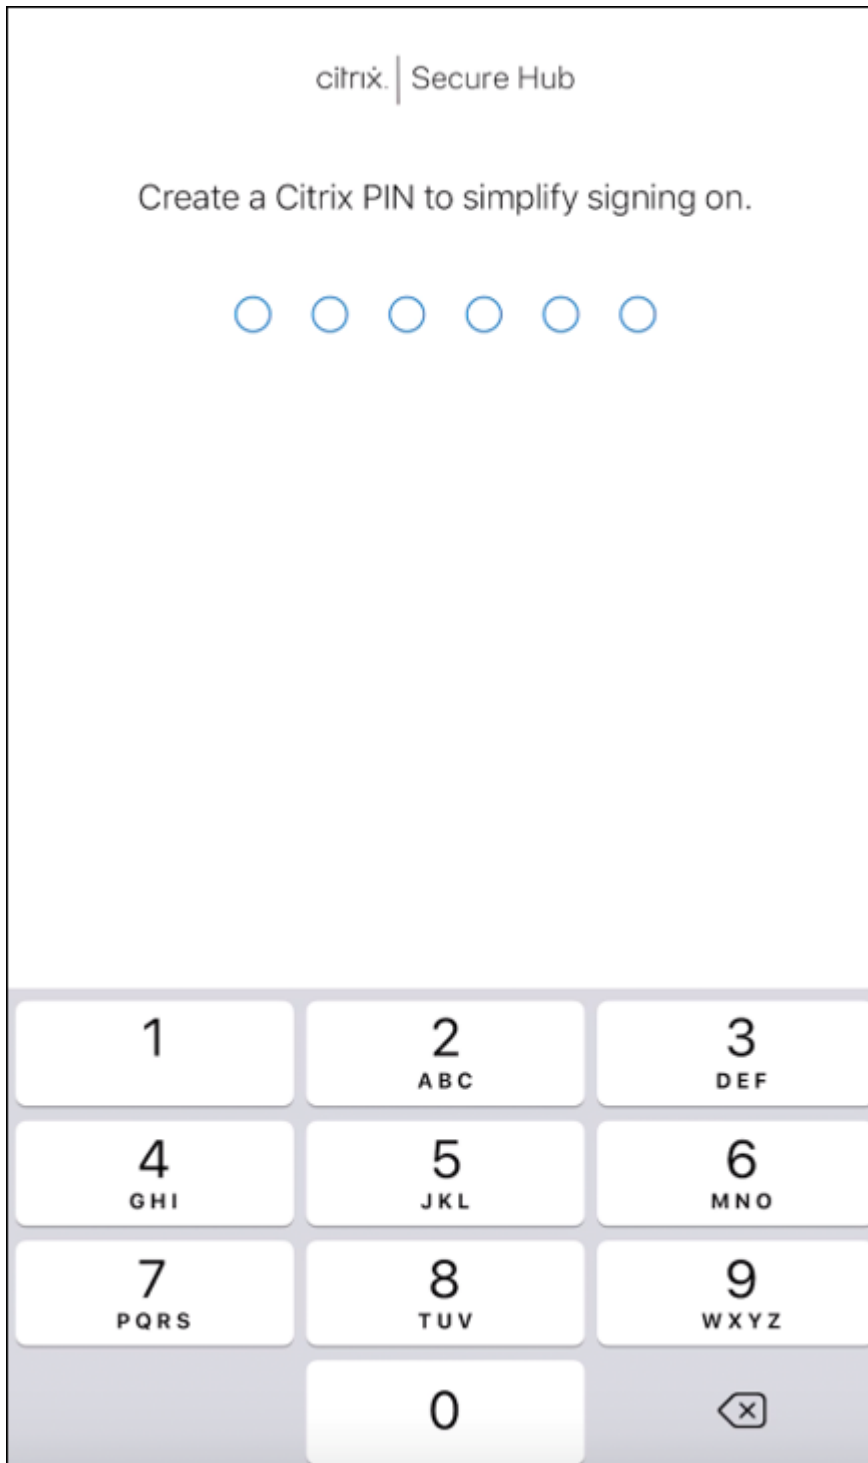 citrix. | Secure Hub
Create a Citrix PIN to simplify signing on.
1
2
3
ABC
DEF
4
5
6
GHI
JKL
MNO
7
8
9
PQRS
TUV
WXYZ
0